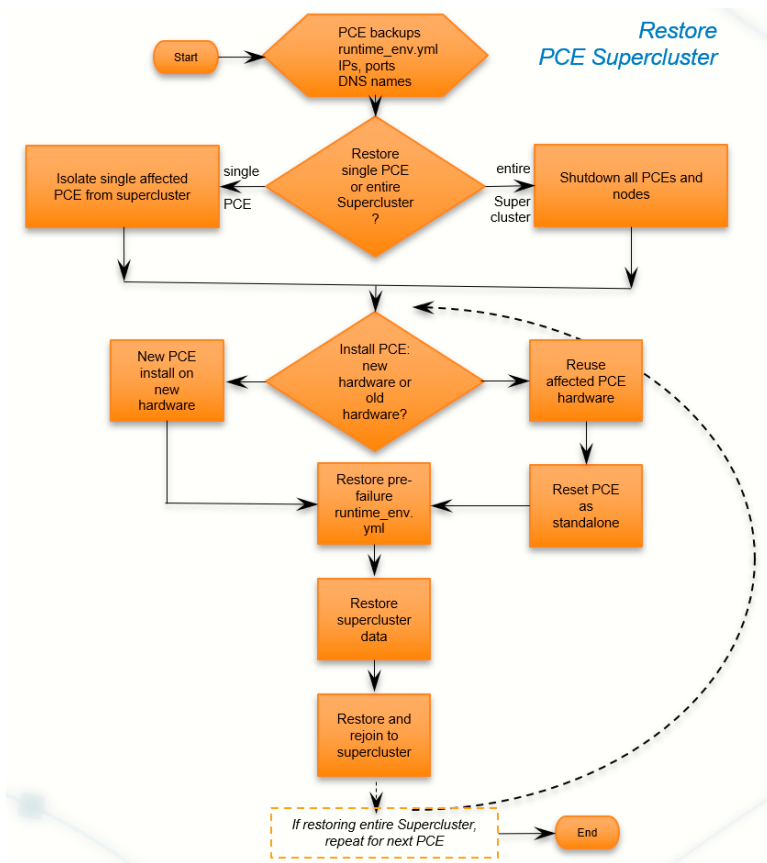 Restore
PCE Supercluster
Start
PCE backups
runtime_env.yml
IPs, ports
DNS names
Isolate single affected
PCE from supercluster
single
PCE
Restore
single PCE
or entire
Supercluster
?
entire
Super
cluster
Shutdown all PCEs and
nodes
New PCE
install on
new
hardware
Install PCE:
new
hardware or
old
hardware?
Reuse
affected PCE
hardware
Restore pre-
failure
runtime_env.
yml
Reset PCE
as
standalone
Restore
supercluster
data
Restore and
rejoin to
supercluster
If restoring entire Supercluster,
repeat for next PCE
End